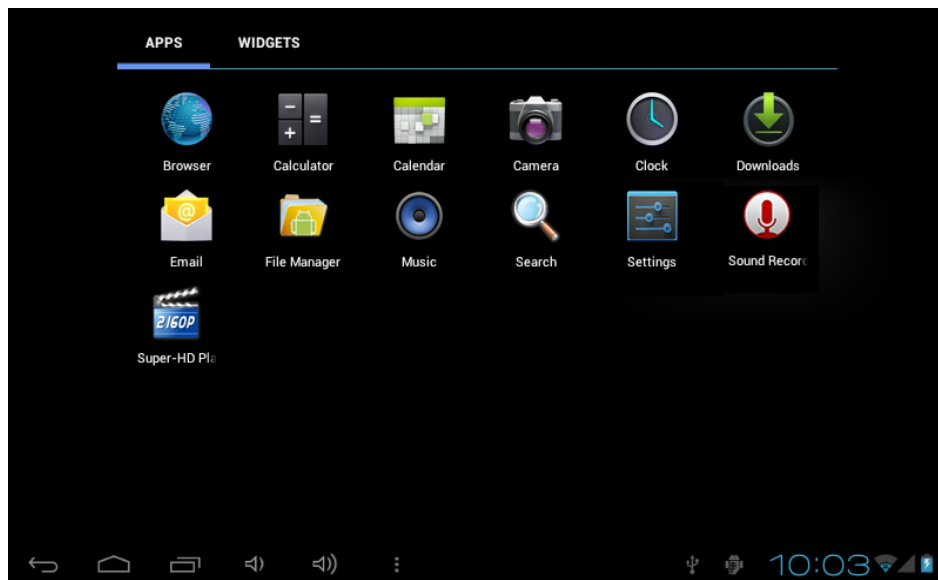 APPS WIDGETS
Browser Calculator Calendar Camera Clock Downloads
Email File Manager Music Search Settings Sound Recor
2160P
Super-HD Pla
10:03